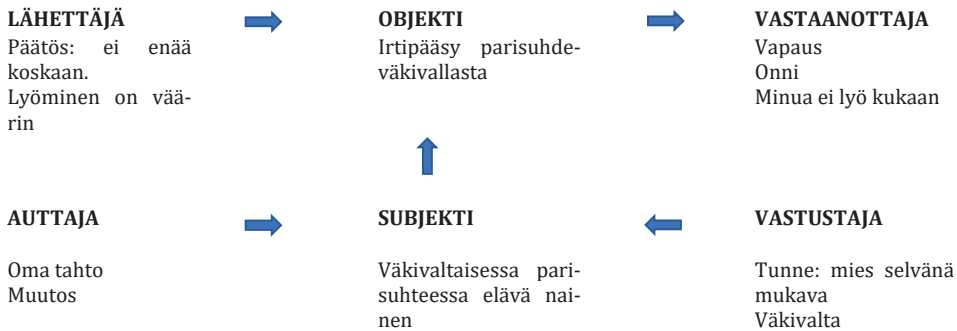 LÄHETTÄJÄ
Päätös: ei enää
koskaan.
Lyöminen on vää-
rin
OBJEKTI
Irtipääsy parisuhde-
väkivallasta
VASTAANOTTAJA
Vapaus
Onni
Minua ei lyö kukaan
AUTTAJA
Oma tahto
Muutos
SUBJEKTI
Väkivaltaisessa pari-
suhteessa elävä nai-
nen
VASTUSTAJA
Tunne: mies selvänä
mukava
Väkivalta